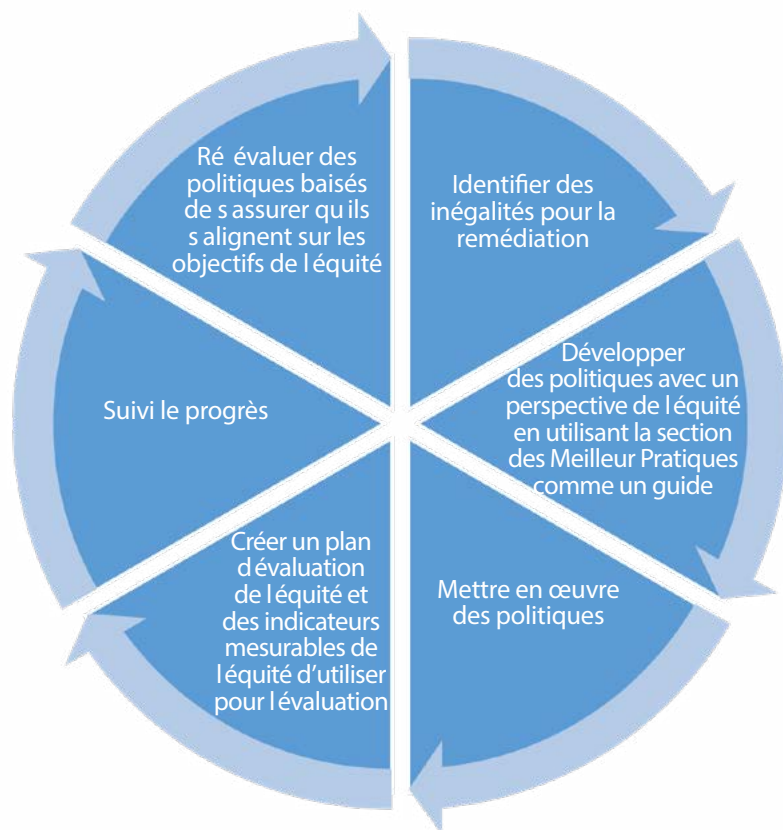 Identifier des
inégalités pour la
remédiation
Développer
des politiques avec un
perspective de l équité
en utilisant la section
des Meilleur Pratiques
comme un guide
Mettre en œuvre
des politiques
Créer un plan
d évaluation
de l équité et
des indicateurs
mesurables de
l équité d’utiliser
pour l évaluation
Suivi le progrès
Ré évaluer des
politiques baisés
de s assurer qu ils
s alignent sur les
objectifs de l équité